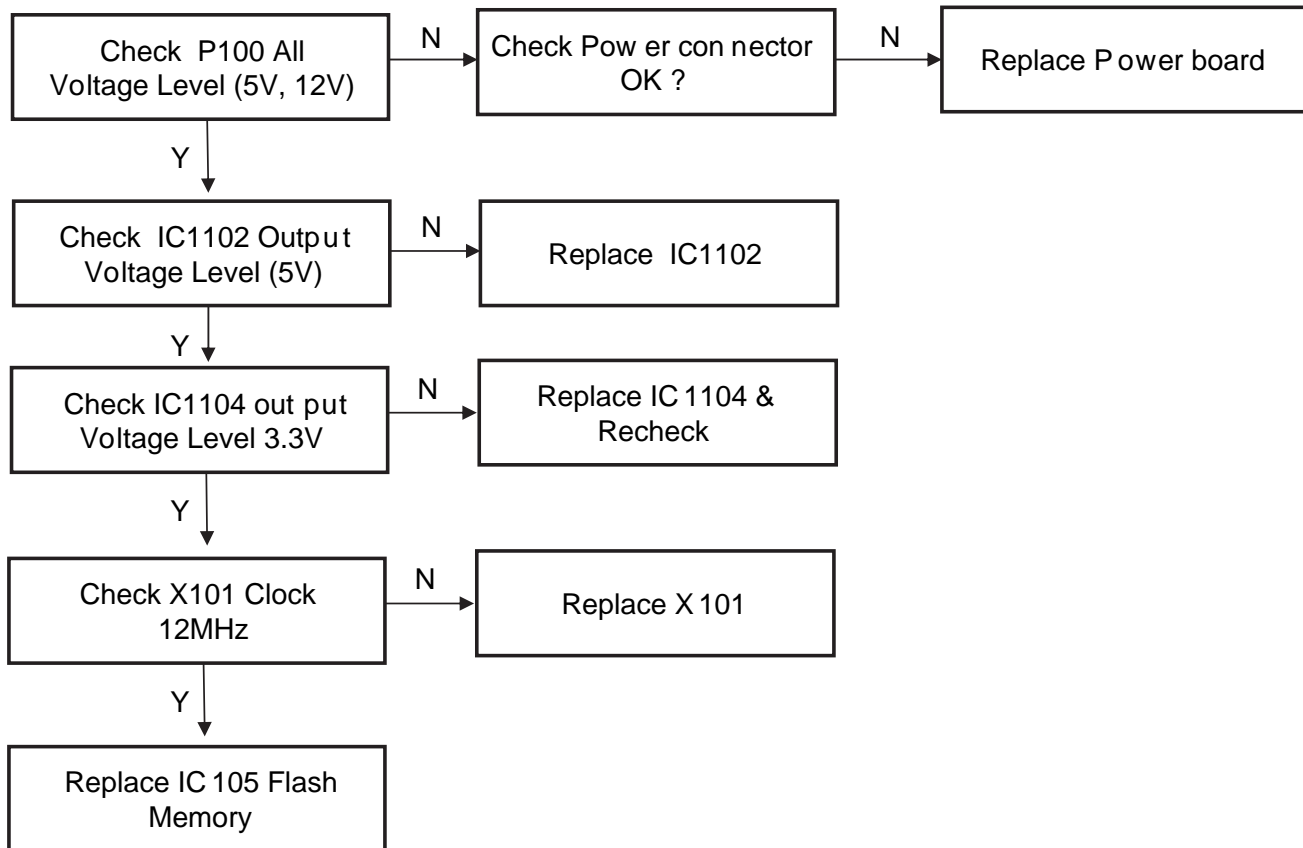 Check P100 All
Voltage Level (5V, 12V)
N
Check Pow er con nector
OK ?
N
Replace P ower board
Y
Check IC1102 Output
Voltage Level (5V)
N
Replace IC1102
Y
Check IC1104 out put
Voltage Level 3.3V
N
Replace IC 1104 &
Recheck
Y
Check X101 Clock
12MHz
N
Replace X 101
Y
Replace IC 105 Flash
Memory